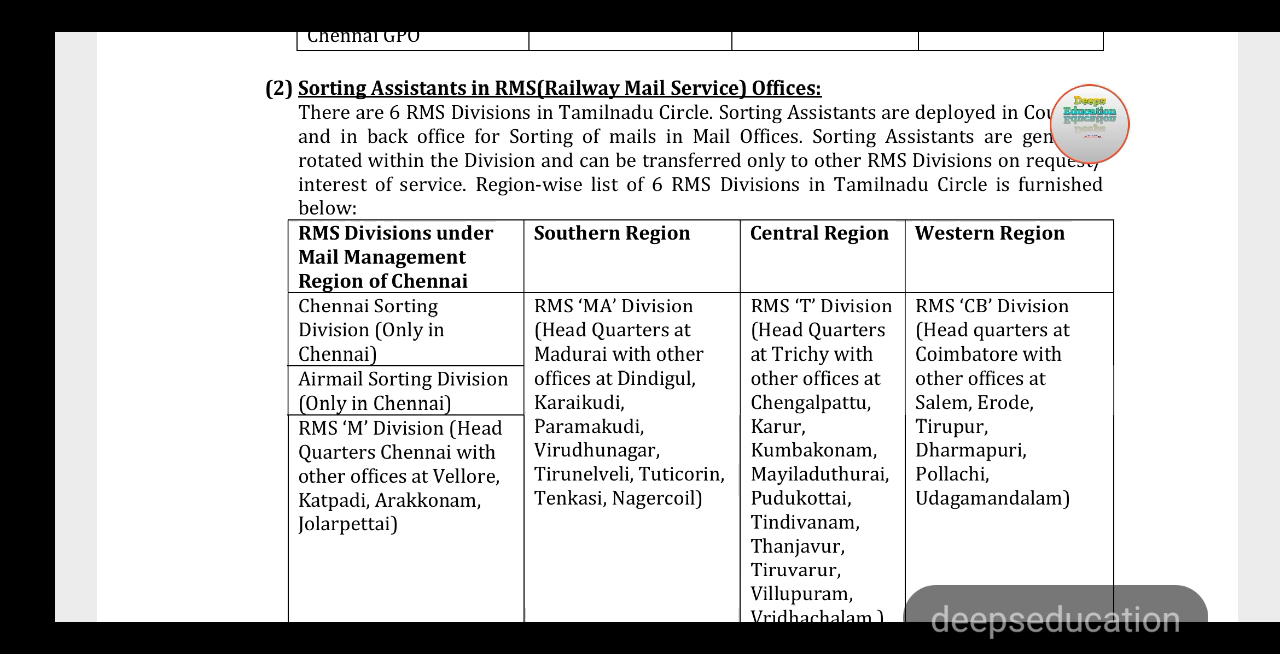 Chennai GPO
(2) Sorting Assistants in RMS(Railway Mail Service) Offices:
There are 6 RMS Divisions in Tamilnadu Circle. Sorting Assistants are deployed in
and in back office for Sorting of mails in Mail Offices. Sorting Assistants are
rotated within the Division and can be transferred only to other RMS Divisions on request/
interest of service. Region-wise list of 6 RMS Divisions in Tamilnadu Circle is furnished
below:
RMS Divisions under
Mail Management
Region of Chennai
Southern Region
Central Region
Western Region
Chennai Sorting
Division (Only in
Chennai)
Airmail Sorting Division
(Only in Chennai)
RMS ‘M’ Division (Head
Quarters Chennai with
other offices at Vellore,
Katpadi, Arakkonam,
Jolarpettai)
RMS ‘MA’ Division
(Head Quarters at
Madurai with other
offices at Dindigul,
Karaikudi,
Paramakudi,
Virudhunagar,
Tirunelveli, Tuticorin,
Tenkasi, Nagercoil)
RMS ‘T’ Division
(Head Quarters
at Trichy with
other offices at
Chengalpattu,
Karur,
Kumbakonam,
Mayiladuthurai,
Pudukottai,
Tindivanam,
Thanjavur,
Tiruvarur,
Villupuram,
Vridhachalam )
RMS ‘CB’ Division
(Head quarters at
Coimbatore with
other offices at
Salem, Erode,
Tirupur,
Dharmapuri,
Pollachi,
Udagamandalam)
Deeps
Education
deepseducation